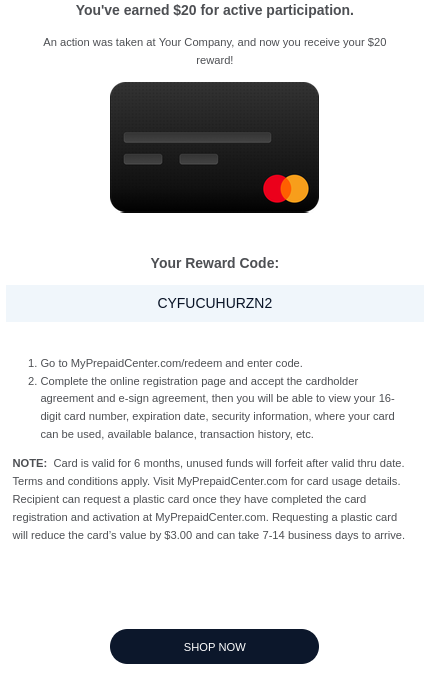 You've earned $20 for active participation.
An action was taken at Your Company, and now you receive your $20
reward!
Your Reward Code:
CYFUCUHURZN2
1. Go to MyPrepaidCenter.com/redeem and enter code.
2. Complete the online registration page and accept the cardholder
agreement and e-sign agreement, then you will be able to view your 16-
digit card number, expiration date, security information, where your card
can be used, available balance, transaction history, etc.
NOTE: Card is valid for 6 months, unused funds will forfeit after valid thru date.
Terms and conditions apply. Visit MyPrepaidCenter.com for card usage details.
Recipient can request a plastic card once they have completed the card
registration and activation at MyPrepaidCenter.com. Requesting a plastic card
will reduce the card's value by $3.00 and can take 7-14 business days to arrive.
SHOP NOW